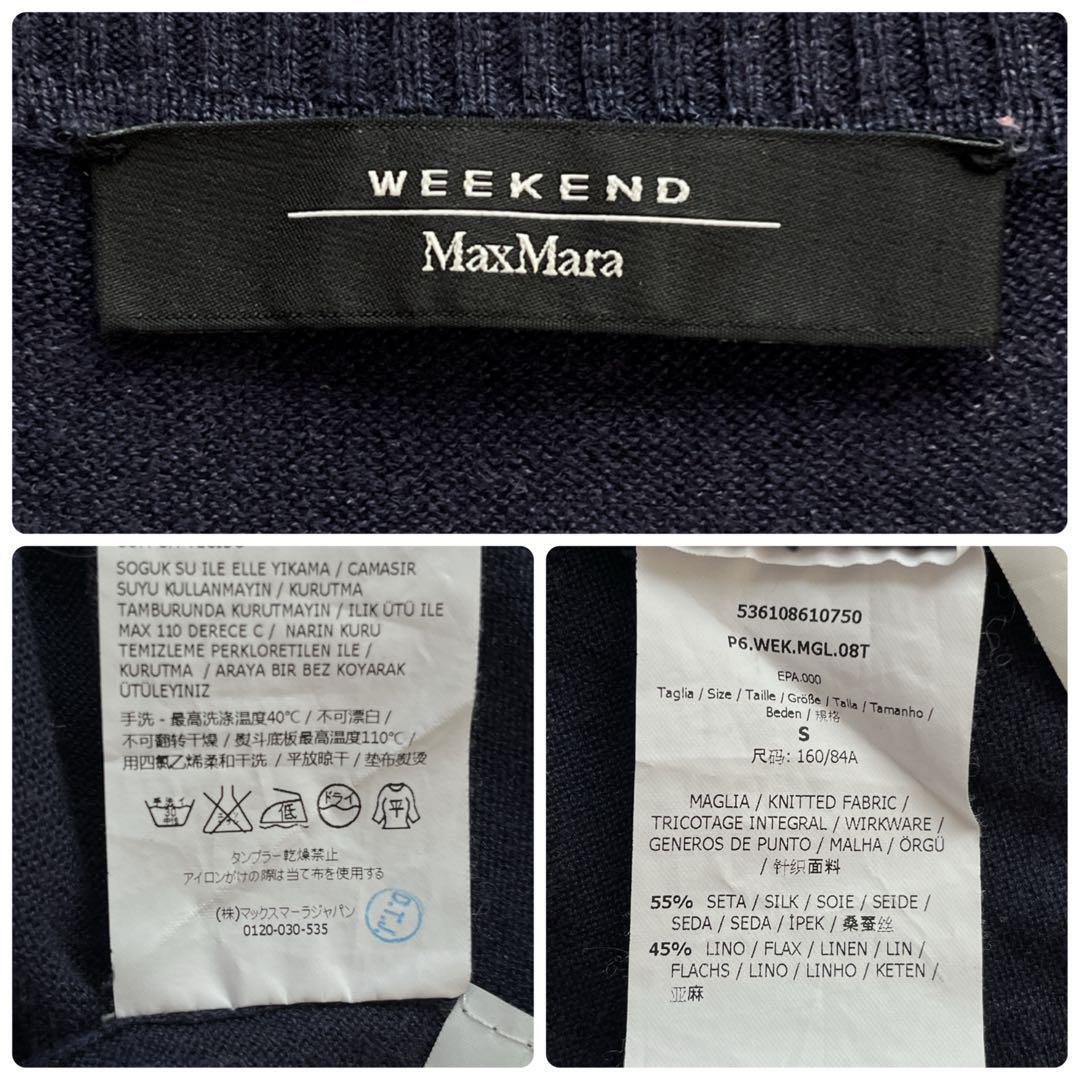 WEEKEND
MaxMara
SOGUK SU ILE ELLE YIKAMA / CAMASIR
SUYU KULLANMAYIN / KURUTMA
TAMBURUNDA KURUTMAYIN / ILIK ÜTÜ ILE
MAX 110 DERECE C / NARIN KURU
TEMIZLEME PERKLORETILEN ILE /
KURUTMA / ARAYA BIR BEZ KOYARAK
ÜTÜLEYINIZ
手洗 - 最高洗涤温度40℃ / 不可漂白 /
不可翻转干燥 / 熨斗底板最高温度110℃ /
用四氯乙烯柔和干洗 / 平放晾干 / 垫布熨烫
手洗イ 30 中性
低
ドライ
平
タンブラー乾燥禁止
アイロンがけの際は当て布を使用する
(株)マックスマーラジャパン
0120-030-535
D.T.J.
536108610750
P6.WEK.MGL.08T
EPA.000
Taglia / Size / Taille / Größe / Talla / Tamanho /
Beden / 規格
S
尺码: 160/84A
MAGLIA / KNITTED FABRIC /
TRICOTAGE INTEGRAL / WIRKWARE /
GENEROS DE PUNTO / MALHA / ÖRGÜ
/ 针织面料
55% SETA / SILK / SOIE / SEIDE /
SEDA / SEDA / İPEK / 桑蚕丝
45% LINO / FLAX / LINEN / LIN /
FLACHS / LINO / LINHO / KETEN /
亚麻